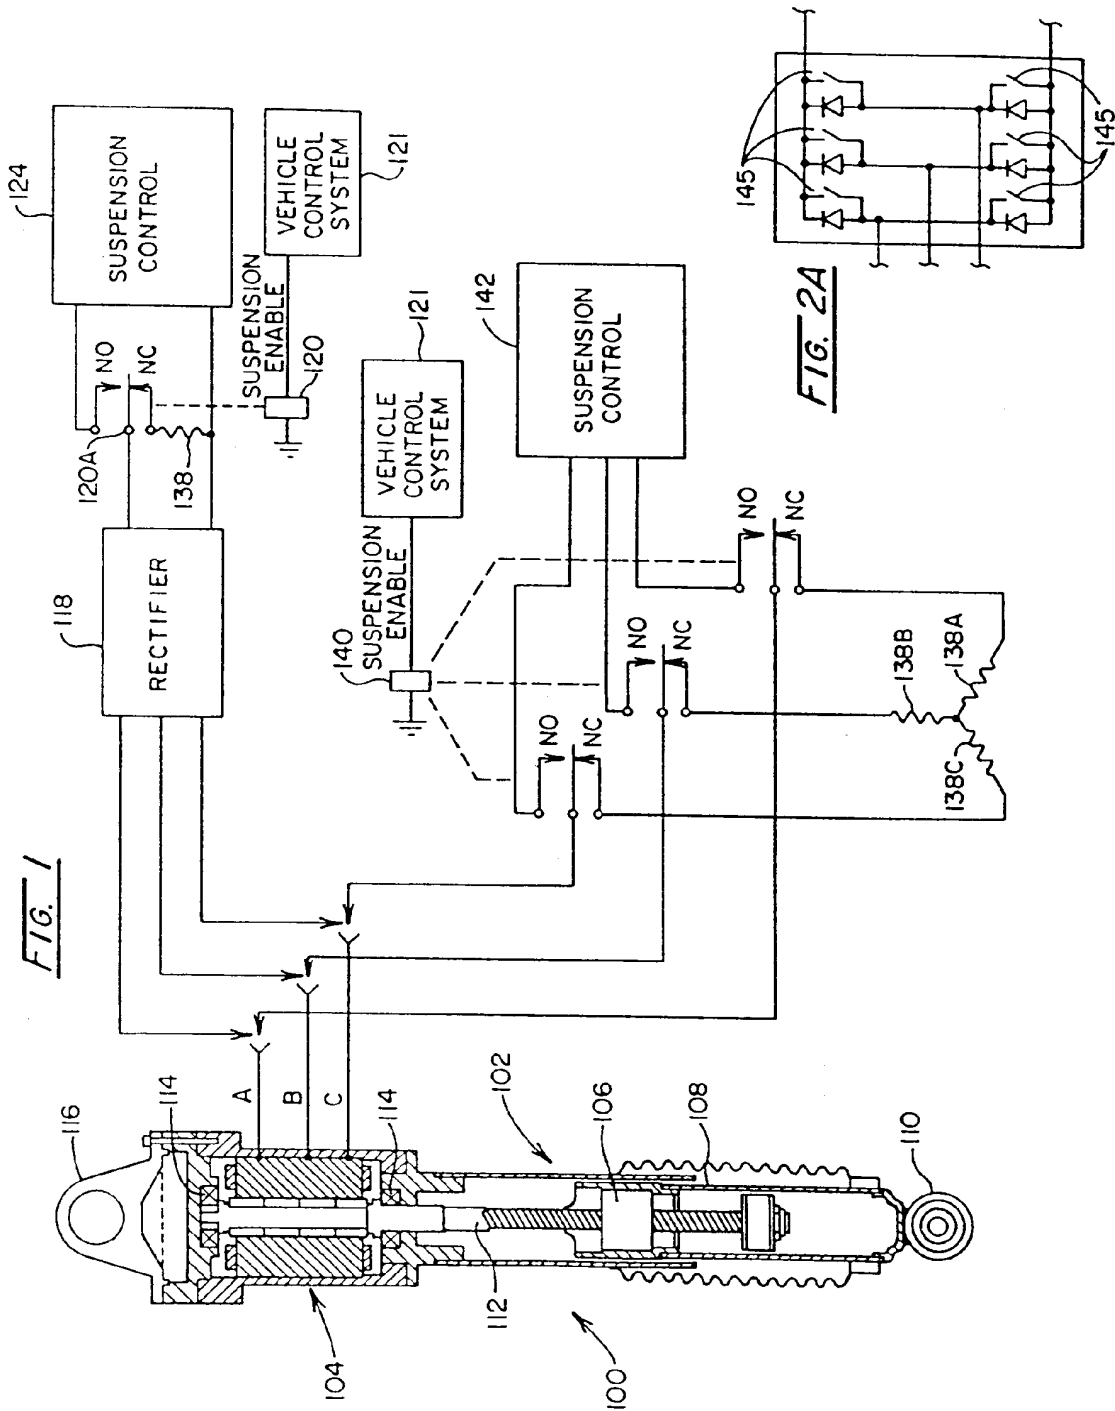 FIG. 1
116
114
104
A
B
C
114
102
112
106
108
100
110
118
RECTIFIER
120A
NO
NC
138
124
SUSPENSION
CONTROL
SUSPENSION
ENABLE
120
VEHICLE
CONTROL
SYSTEM
121
140
SUSPENSION
ENABLE
VEHICLE
CONTROL
SYSTEM
121
142
SUSPENSION
CONTROL
NO
NC
NO
NC
NO
NC
138B
138A
138C
FIG. 2A
145
145
145